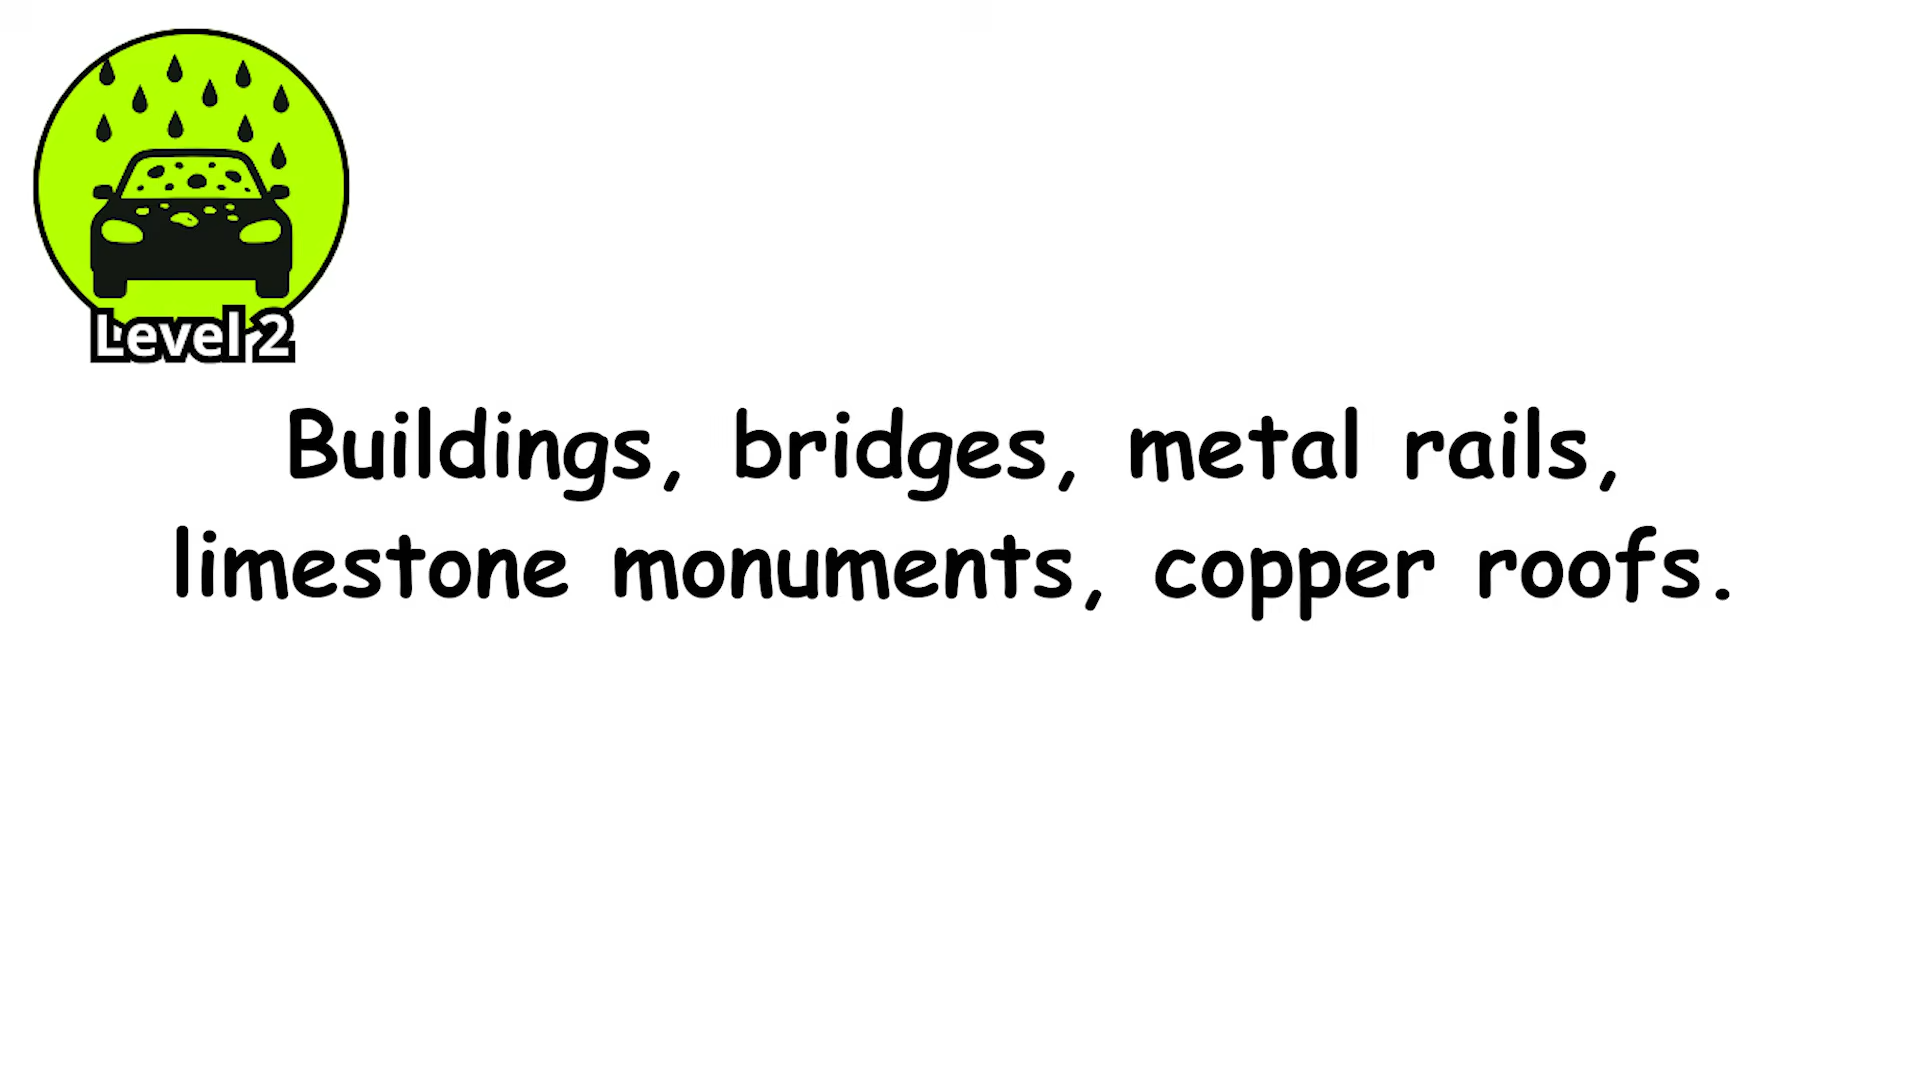 Level 2
Buildings, bridges, metal rails,
limestone monuments, copper roofs.